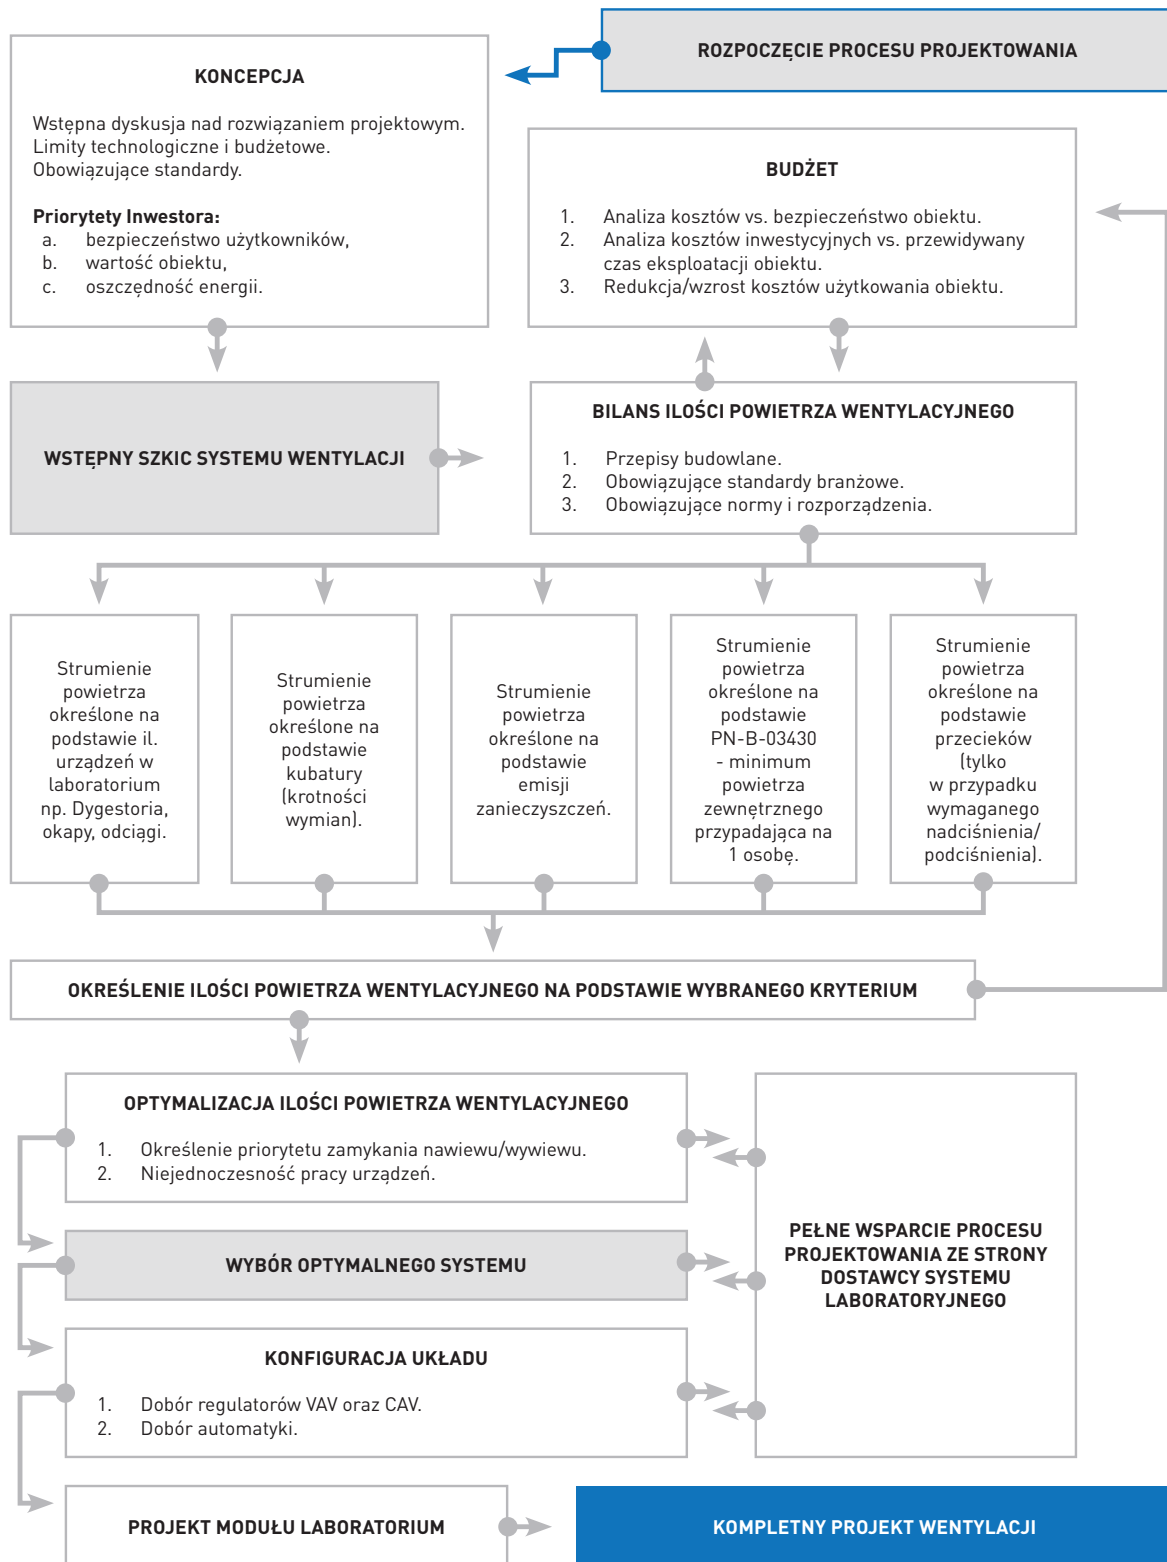 ROZPOCZĘCIE PROCESU PROJEKTOWANIA
KONCEPCJA
Wstępna dyskusja nad rozwiązaniem projektowym.
Limity technologiczne i budżetowe.
Obowiązujące standardy.
Priorytety Inwestora:
a. bezpieczeństwo użytkowników,
b. wartość obiektu,
c. oszczędność energii.
BUDŻET
1. Analiza kosztów vs. bezpieczeństwo obiektu.
2. Analiza kosztów inwestycyjnych vs. przewidywany
czas eksploatacji obiektu.
3. Redukcja/wzrost kosztów użytkowania obiektu.
WSTĘPNY SZKIC SYSTEMU WENTYLACJI
BILANS ILOŚCI POWIETRZA WENTYLACYJNEGO
1. Przepisy budowlane.
2. Obowiązujące standardy branżowe.
3. Obowiązujące normy i rozporządzenia.
Strumienie
powietrza
określone na
podstawie il.
urządzeń w
laboratorium
np. Dygestoria,
okapy, odciągi.
Strumienie
powietrza
określone na
podstawie
kubatury
(krotności
wymian).
Strumienie
powietrza
określone na
podstawie
emisji
zanieczyszczeń.
Strumienie
powietrza
określone na
podstawie
PN-B-03430
- minimum
powietrza
zewnętrznego
przypadająca na
1 osobę.
Strumienie
powietrza
określone na
podstawie
przecieków
(tylko
w przypadku
wymaganego
nadciśnienia/
podciśnienia).
OKREŚLENIE ILOŚCI POWIETRZA WENTYLACYJNEGO NA PODSTAWIE WYBRANEGO KRYTERIUM
OPTYMALIZACJA ILOŚCI POWIETRZA WENTYLACYJNEGO
1. Określenie priorytetu zamykania nawiewu/wywiewu.
2. Niejednoczesność pracy urządzeń.
WYBÓR OPTYMALNEGO SYSTEMU
KONFIGURACJA UKŁADU
1. Dobór regulatorów VAV oraz CAV.
2. Dobór automatyki.
PEŁNE WSPARCIE PROCESU
PROJEKTOWANIA ZE STRONY
DOSTAWCY SYSTEMU
LABORATORYJNEGO
PROJEKT MODUŁU LABORATORIUM
KOMPLETNY PROJEKT WENTYLACJI